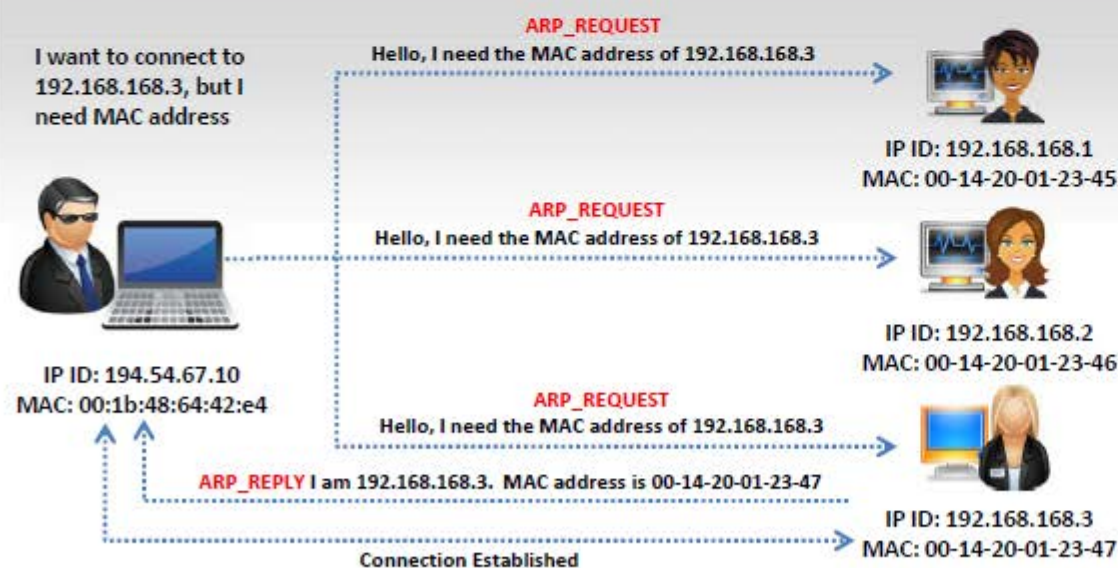 I want to connect to
192.168.168.3, but I
need MAC address
ARP_REQUEST
Hello, I need the MAC address of 192.168.168.3
IP ID: 192.168.168.1
MAC: 00-14-20-01-23-45
ARP_REQUEST
Hello, I need the MAC address of 192.168.168.3
IP ID: 192.168.168.2
MAC: 00-14-20-01-23-46
IP ID: 194.54.67.10
MAC: 00:1b:48:64:42:e4
ARP_REQUEST
Hello, I need the MAC address of 192.168.168.3
ARP_REPLY I am 192.168.168.3. MAC address is 00-14-20-01-23-47
IP ID: 192.168.168.3
MAC: 00-14-20-01-23-47
Connection Established